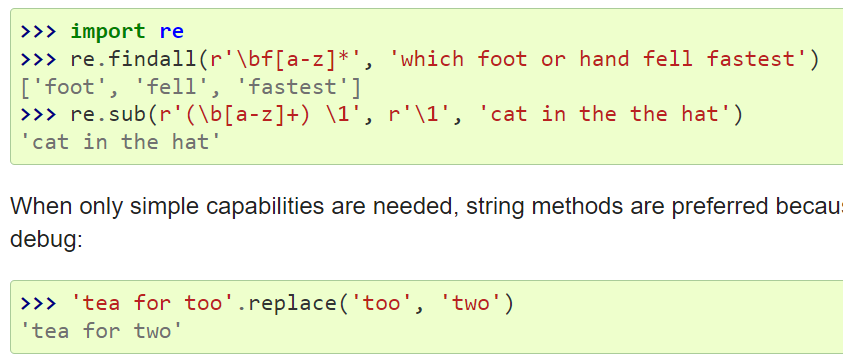 >>> import re
>>> re.findall(r'\bf[a-z]*', 'which foot or hand fell fastest')
['foot', 'fell', 'fastest']
>>> re.sub(r'(\b[a-z]+) \1', r'\1', 'cat in the the hat')
'cat in the hat'
When only simple capabilities are needed, string methods are preferred
debug:
>>> 'tea for too'.replace('too', 'two')
'tea for two'